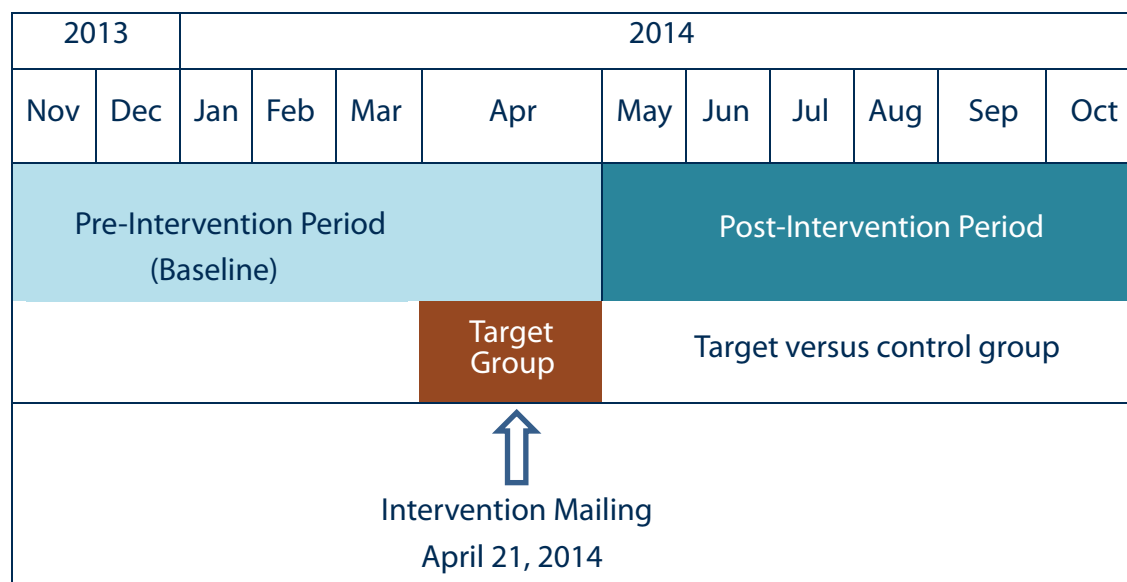 2013 2014
Nov Dec Jan Feb Mar Apr May Jun Jul Aug Sep Oct
Pre-Intervention Period
(Baseline)
Post-Intervention Period
Target
Group
Target versus control group
Intervention Mailing
April 21, 2014